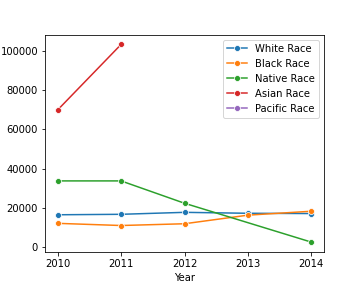 White Race
Black Race
Native Race
Asian Race
Pacific Race
100000
80000
60000
40000
20000
0
2010 2011 2012 2013 2014
Year